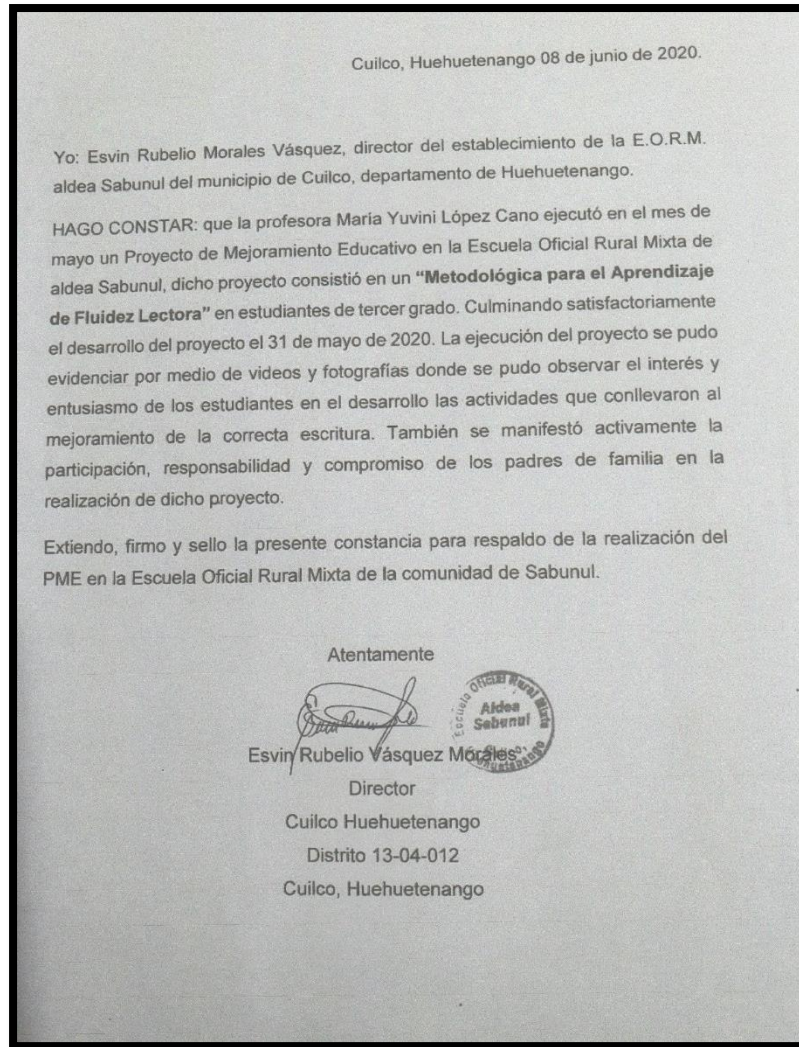 Cuilco, Huehuetenango 08 de junio de 2020.
Yo: Esvin Rubelio Morales Vásquez, director del establecimiento de la E.O.R.M.
aldea Sabunul del municipio de Cuilco, departamento de Huehuetenango.
HAGO CONSTAR: que la profesora María Yuvini López Cano ejecutó en el mes de
mayo un Proyecto de Mejoramiento Educativo en la Escuela Oficial Rural Mixta de
aldea Sabunul, dicho proyecto consistió en un “Metodológica para el Aprendizaje
de Fluidez Lectora” en estudiantes de tercer grado. Culminando satisfactoriamente
el desarrollo del proyecto el 31 de mayo de 2020. La ejecución del proyecto se pudo
evidenciar por medio de videos y fotografías donde se pudo observar el interés y
entusiasmo de los estudiantes en el desarrollo las actividades que conllevaron al
mejoramiento de la correcta escritura. También se manifestó activamente la
participación, responsabilidad y compromiso de los padres de familia en la
realización de dicho proyecto.
Extiendo, firmo y sello la presente constancia para respaldo de la realización del
PME en la Escuela Oficial Rural Mixta de la comunidad de Sabunul.
Atentamente
Escuela Oficial Rural Mixta
Aldea
Sabunul
Huehuetenango
Esvin Rubelio Vásquez Morales
Director
Cuilco Huehuetenango
Distrito 13-04-012
Cuilco, Huehuetenango